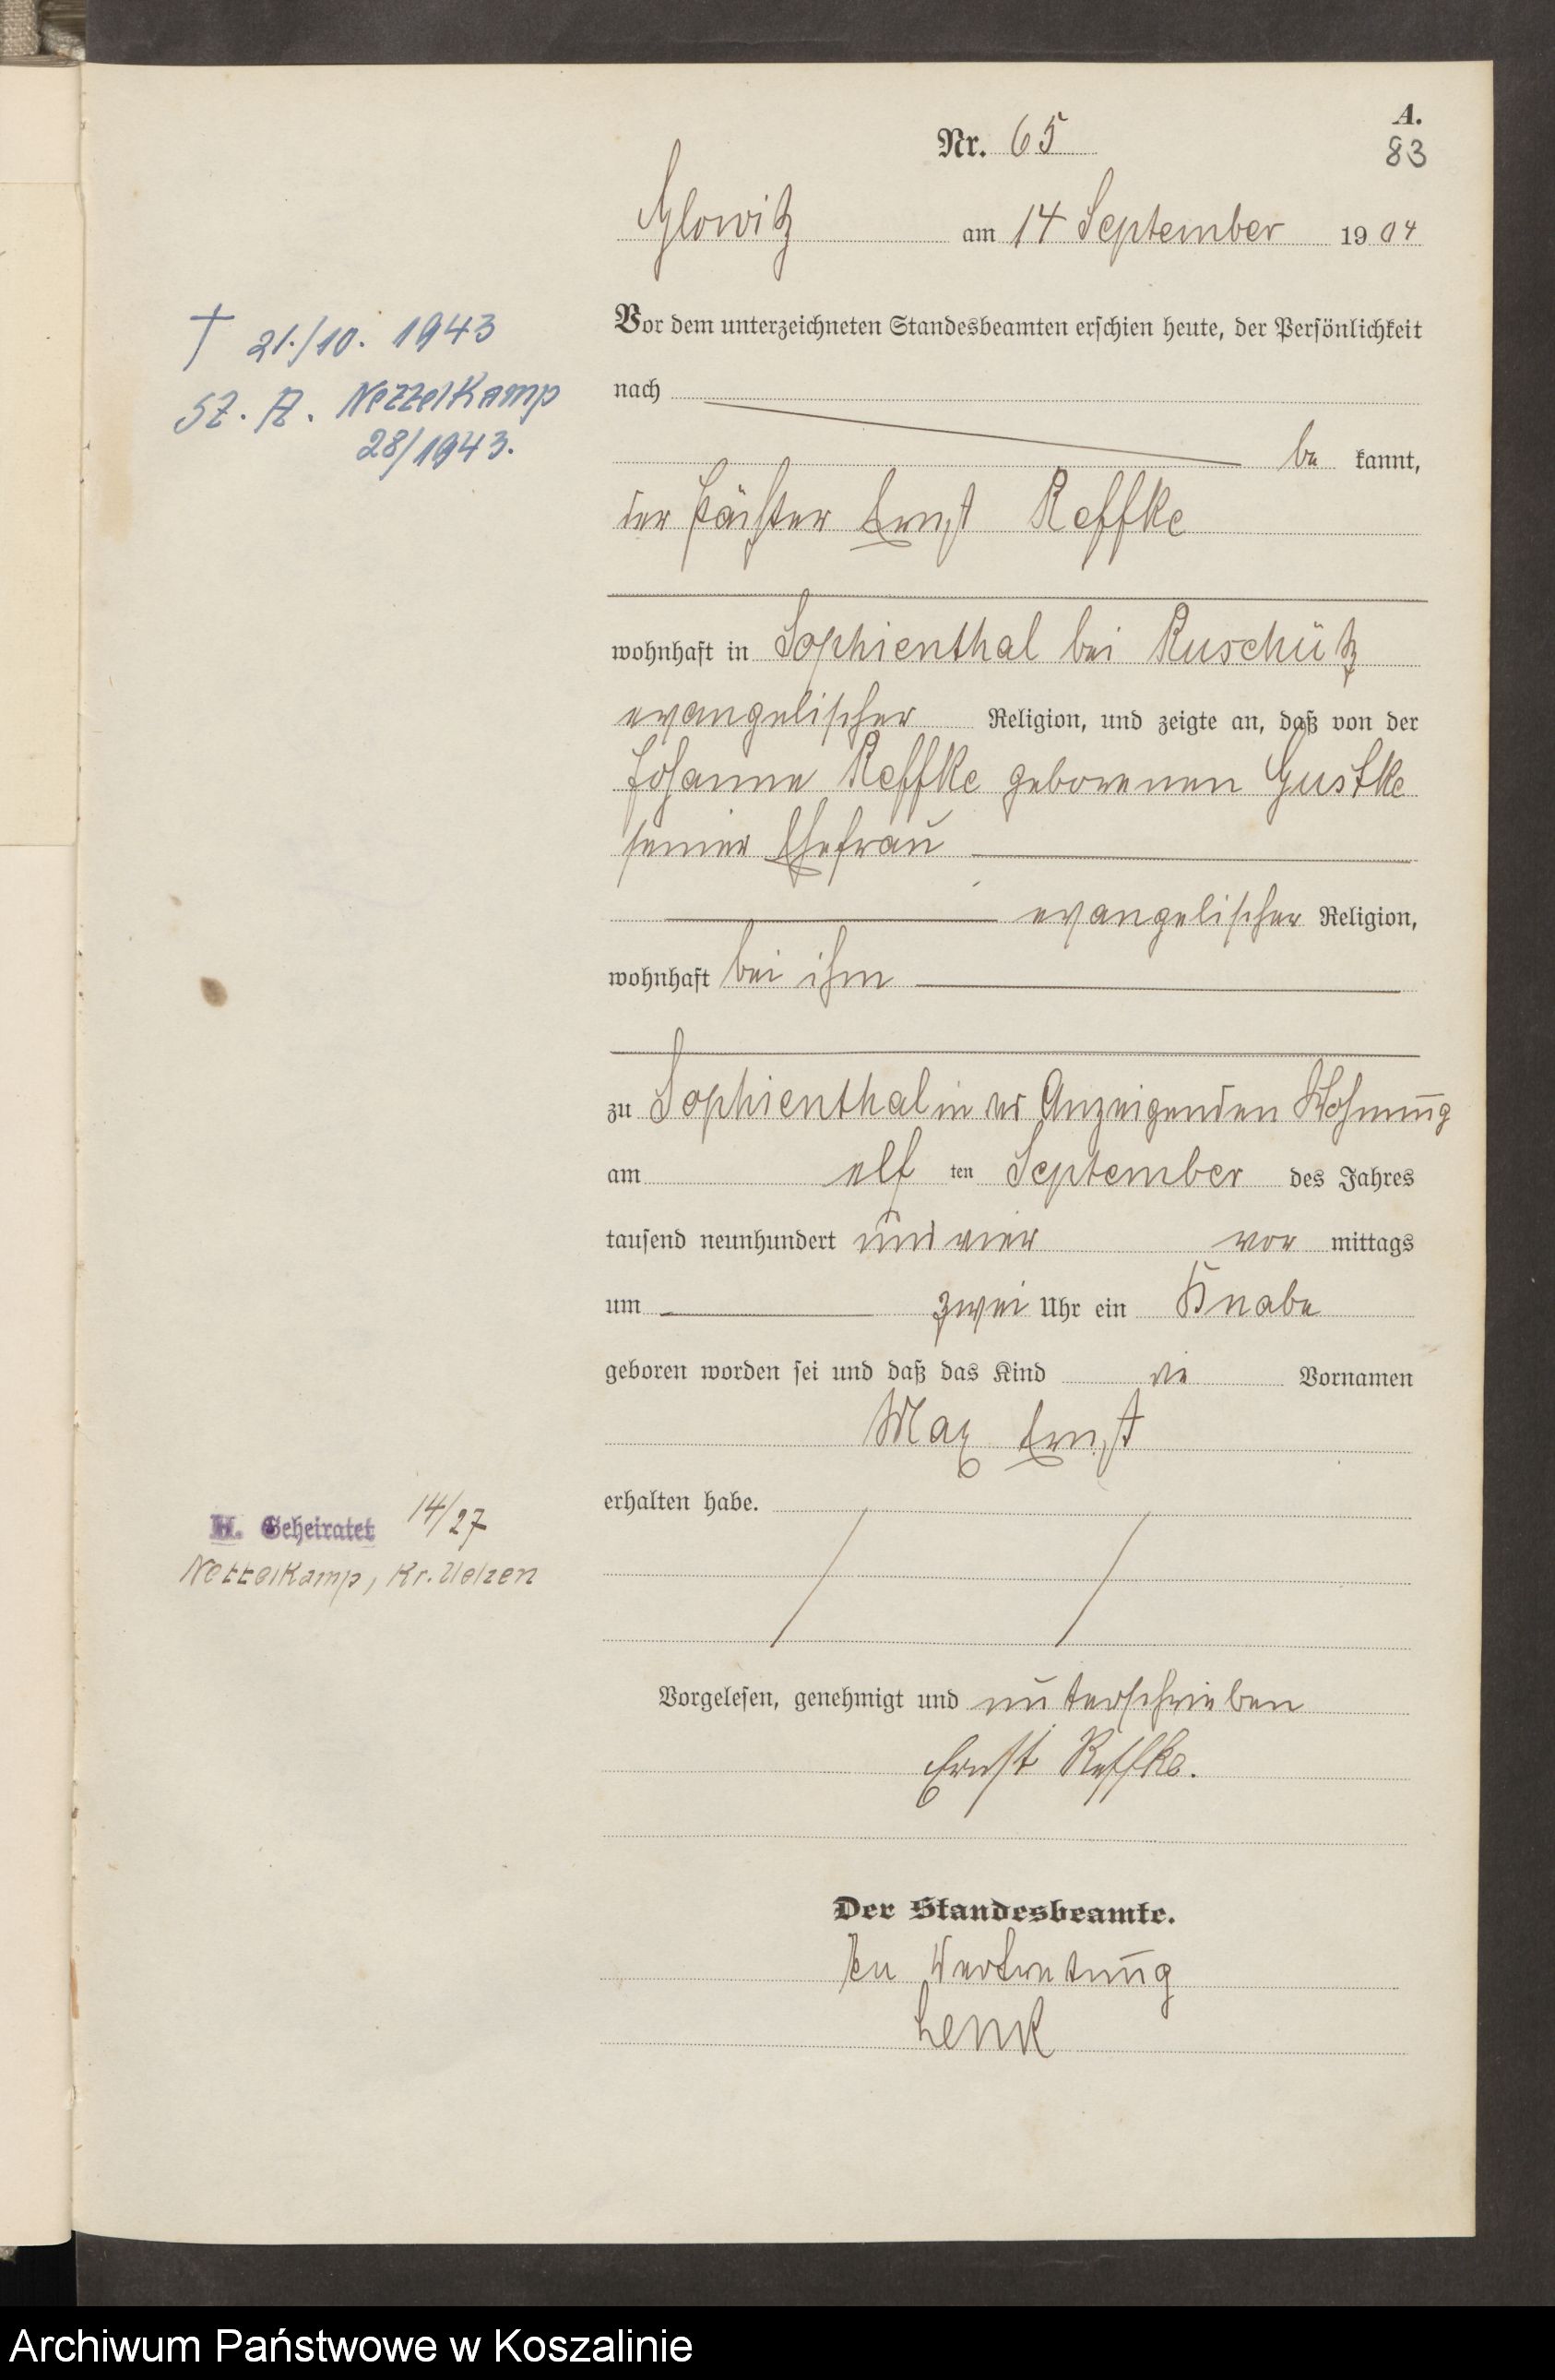 A.
Nr. 65
83
Glowitz am 14 September 1904
Vor dem unterzeichneten Standesbeamten erschien heute, der Persönlichkeit
nach
be kannt,
der Pächter Ernst Reffke
wohnhaft in Sophienthal bei Ruschütz
evangelischer Religion, und zeigte an, daß von der
Johanne Reffke geborenen Gustke
seiner Ehefrau
evangelischer Religion,
wohnhaft bei ihm
zu Sophienthal in des Anzeigenden Wohnung
am elf ten September des Jahres
tausend neunhundert und vier vor mittags
um zwei Uhr ein Knabe
geboren worden sei und daß das Kind die Vornamen
Max Ernst
erhalten habe.
Vorgelesen, genehmigt und unterschrieben
Ernst Reffke.
Der Standesbeamte.
In Vertretung
Lenk
† 21./10. 1943
St. A. Nettelkamp
28/1943.
H. Geheiratet 14/27
Nettelkamp, Kr. Uelzen
Archiwum Państwowe w Koszalinie